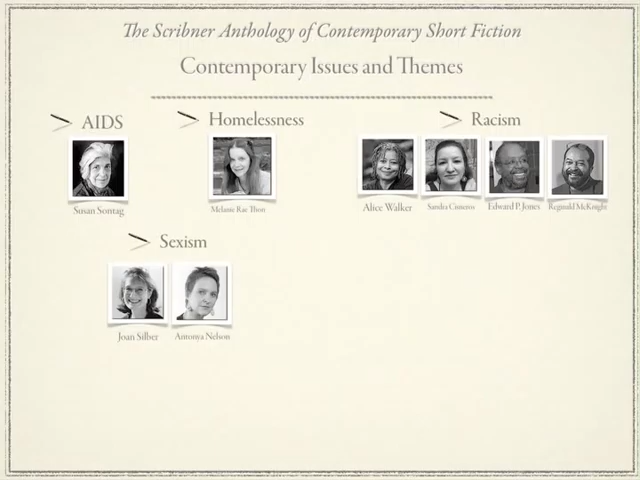 The Scribner Anthology of Contemporary Short Fiction
Contemporary Issues and Themes
AIDS
Homelessness
Racism
Susan Sontag
Melanie Rae Thon
Alice Walker
Sandra Cisneros
Edward P. Jones
Reginald McKnight
Sexism
Joan Silber
Antonya Nelson